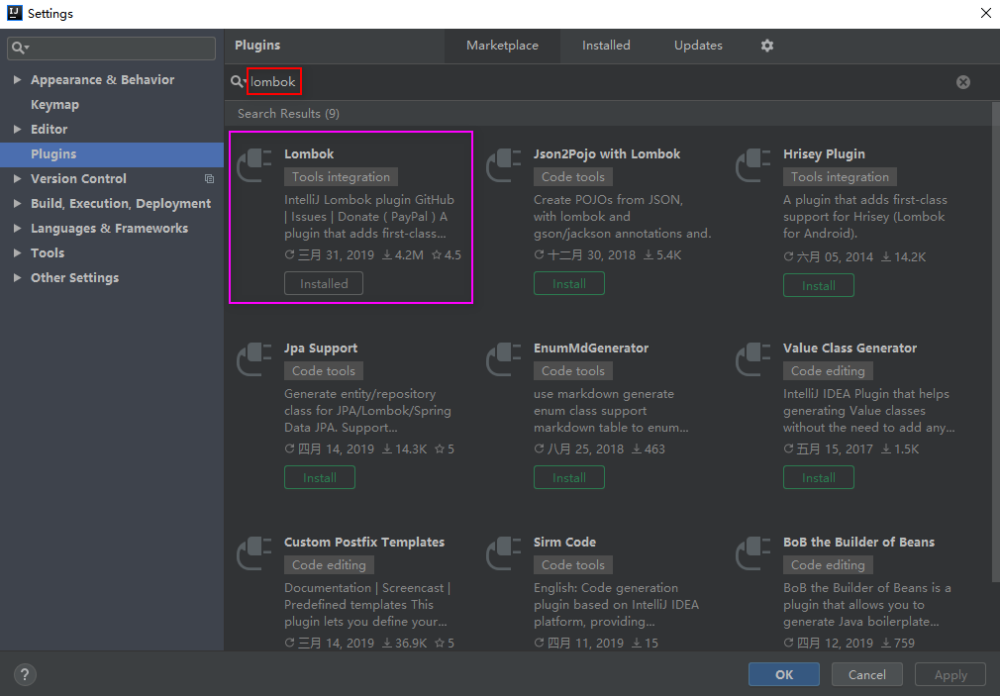 Settings
Plugins
Marketplace
Installed
Updates
lombok
Appearance & Behavior
Keymap
Editor
Plugins
Version Control
Build, Execution, Deployment
Languages & Frameworks
Tools
Other Settings
Search Results (9)
Lombok
Tools integration
IntelliJ Lombok plugin GitHub
| Issues | Donate ( PayPal ) A
plugin that adds first-class...
三月 31, 2019 4.2M 4.5
Installed
Json2Pojo with Lombok
Code tools
Create POJOs from JSON,
with lombok and
gson/jackson annotations and.
十二月 30, 2018 5.4K
Install
Hrisey Plugin
Tools integration
A plugin that adds first-class
support for Hrisey (Lombok
for Android).
六月 05, 2014 14.2K
Install
Jpa Support
Code tools
Generate entity/repository
class for JPA/Lombok/Spring
Data JPA. Support...
四月 14, 2019 14.3K 5
Install
EnumMdGenerator
Code tools
use markdown generate
enum class support
markdown table to enum...
八月 25, 2018 463
Install
Value Class Generator
Code editing
IntelliJ IDEA Plugin that helps
generating Value classes
without the need to add any...
五月 15, 2017 1.5K
Install
Custom Postfix Templates
Code editing
Documentation | Screencast |
Predefined templates This
plugin lets you define your...
三月 14, 2019 36.9K 5
Sirm Code
Code tools
English: Code generation
plugin based on IntelliJ IDEA
platform, providing...
四月 11, 2019 15
BoB the Builder of Beans
Code editing
BoB the Builder of Beans is a
plugin that allows you to
generate Java boilerplate...
四月 12, 2019 759
?
OK
Cancel
Apply